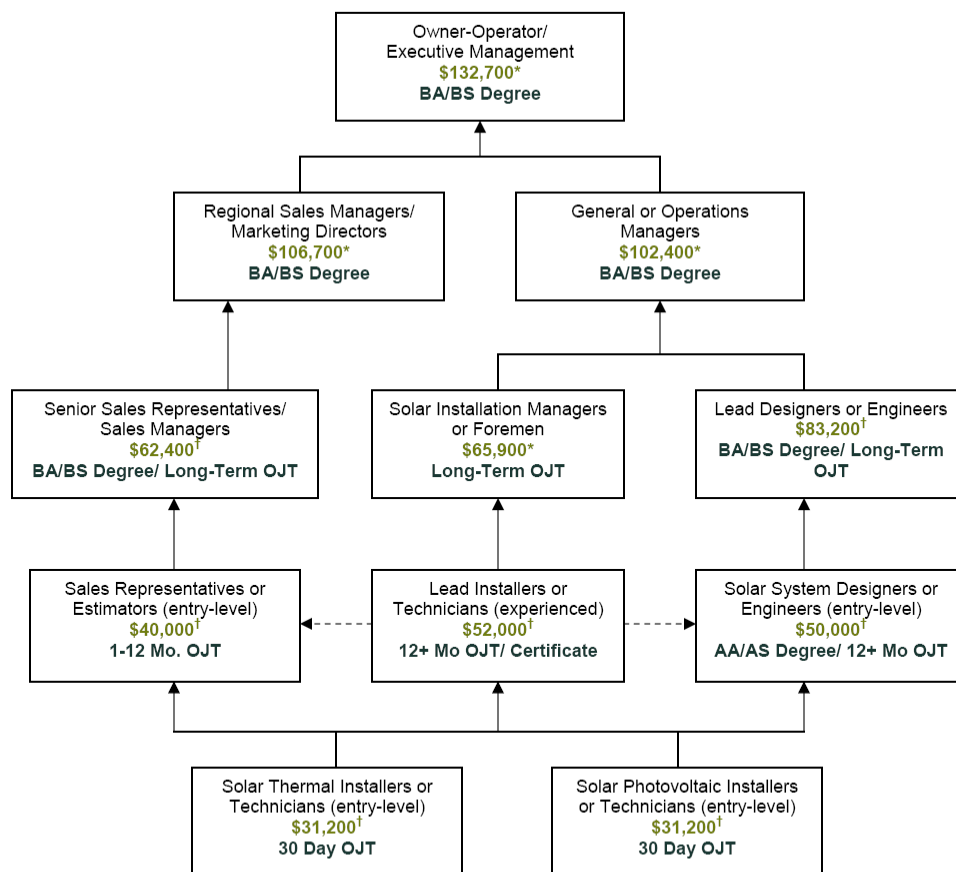 Owner-Operator/
Executive Management
$132,700*
BA/BS Degree
Regional Sales Managers/
Marketing Directors
$106,700*
BA/BS Degree
General or Operations
Managers
$102,400*
BA/BS Degree
Senior Sales Representatives/
Sales Managers
$62,400†
BA/BS Degree/ Long-Term OJT
Solar Installation Managers
or Foremen
$65,900*
Long-Term OJT
Lead Designers or Engineers
$83,200†
BA/BS Degree/ Long-Term
OJT
Sales Representatives or
Estimators (entry-level)
$40,000†
1-12 Mo. OJT
Lead Installers or
Technicians (experienced)
$52,000†
12+ Mo OJT/ Certificate
Solar System Designers or
Engineers (entry-level)
$50,000†
AA/AS Degree/ 12+ Mo OJT
Solar Thermal Installers or
Technicians (entry-level)
$31,200†
30 Day OJT
Solar Photovoltaic Installers
or Technicians (entry-level)
$31,200†
30 Day OJT